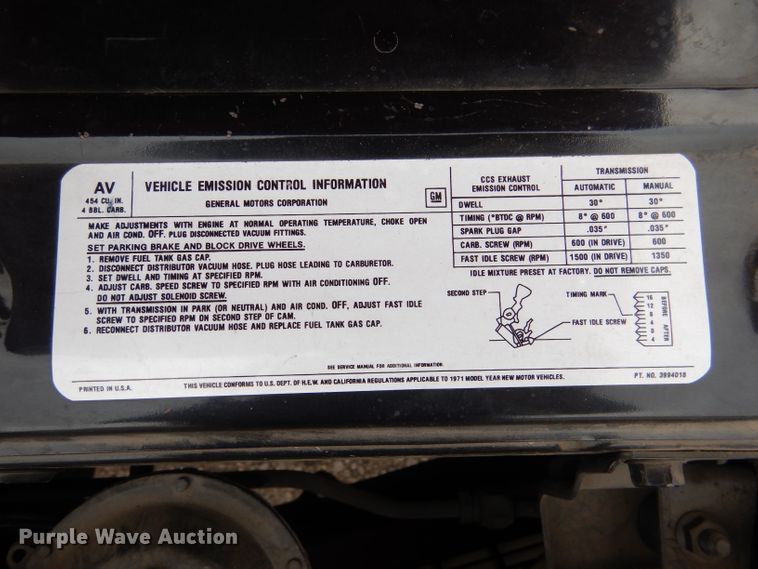 AV
454 CU. IN.
4 BBL. CARB.
VEHICLE EMISSION CONTROL INFORMATION
GENERAL MOTORS CORPORATION
GM
MAKE ADJUSTMENTS WITH ENGINE AT NORMAL OPERATING TEMPERATURE, CHOKE OPEN
AND AIR COND. OFF. PLUG DISCONNECTED VACUUM FITTINGS.
SET PARKING BRAKE AND BLOCK DRIVE WHEELS.
1. REMOVE FUEL TANK GAS CAP.
2. DISCONNECT DISTRIBUTOR VACUUM HOSE. PLUG HOSE LEADING TO CARBURETOR.
3. SET DWELL AND TIMING AT SPECIFIED RPM.
4. ADJUST CARB. SPEED SCREW TO SPECIFIED RPM WITH AIR CONDITIONING OFF.
DO NOT ADJUST SOLENOID SCREW.
5. WITH TRANSMISSION IN PARK (OR NEUTRAL) AND AIR COND. OFF, ADJUST FAST IDLE
SCREW TO SPECIFIED RPM ON SECOND STEP OF CAM.
6. RECONNECT DISTRIBUTOR VACUUM HOSE AND REPLACE FUEL TANK GAS CAP.
CCS EXHAUST
EMISSION CONTROL
TRANSMISSION
AUTOMATIC MANUAL
DWELL 30° 30°
TIMING (°BTDC @ RPM) 8° @ 600 8° @ 600
SPARK PLUG GAP .035" .035"
CARB. SCREW (RPM) 600 (IN DRIVE) 600
FAST IDLE SCREW (RPM) 1500 (IN DRIVE) 1350
IDLE MIXTURE PRESET AT FACTORY. DO NOT REMOVE CAPS.
SECOND STEP
FAST IDLE SCREW
TIMING MARK
16
12
8
4
0
4
BEFORE
AFTER
SEE SERVICE MANUAL FOR ADDITIONAL INFORMATION.
PRINTED IN U.S.A.
THIS VEHICLE CONFORMS TO U.S. DEPT. OF H.E.W. AND CALIFORNIA REGULATIONS APPLICABLE TO 1971 MODEL YEAR NEW MOTOR VEHICLES.
PT. NO. 3994018
Purple Wave Auction